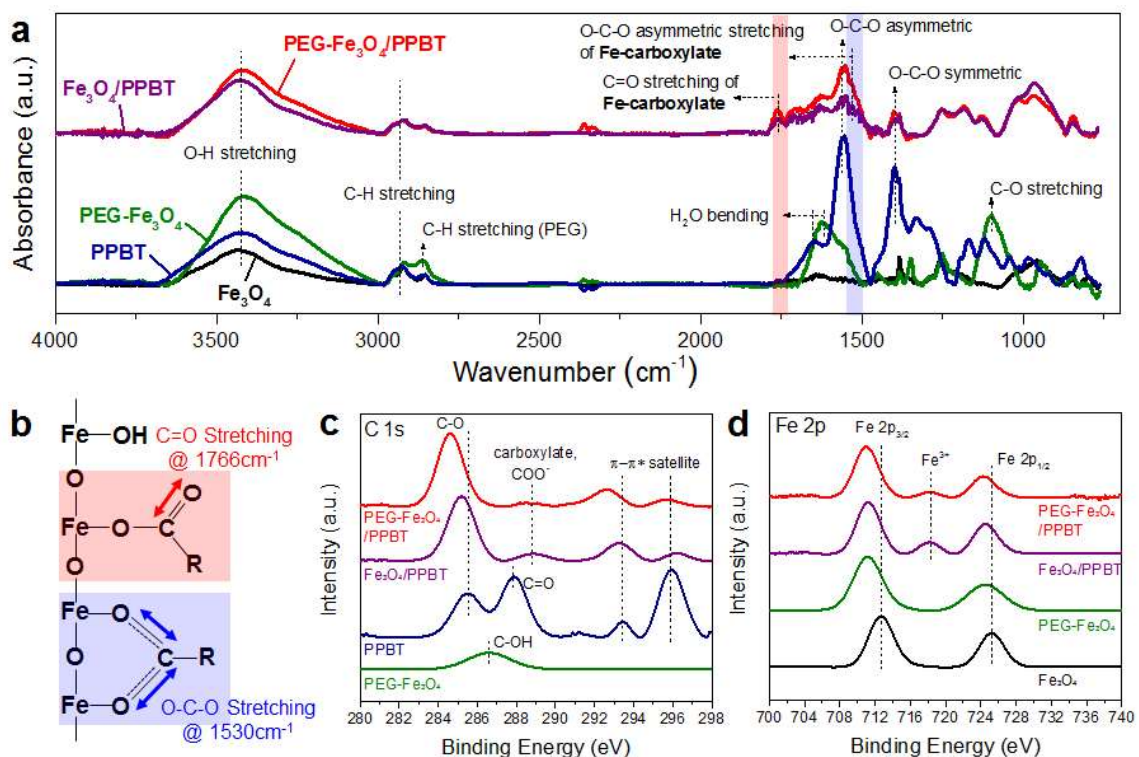 a
O-C-O asymmetric stretching
of Fe-carboxylate
O-C-O asymmetric
PEG-Fe₃O₄/PPBT
C=O stretching of
Fe-carboxylate
O-C-O symmetric
Fe₃O₄/PPBT
O-H stretching
C-H stretching
C-H stretching (PEG)
H₂O bending
C-O stretching
PEG-Fe₃O₄
PPBT
Fe₃O₄
Absorbance (a.u.)
4000 3500 3000 2500 2000 1500 1000
Wavenumber (cm⁻¹)
b
Fe OH
C=O Stretching
@ 1766cm⁻¹
O
O
Fe O C
R
O
Fe O
O C R
Fe O
O-C-O Stretching
@ 1530cm⁻¹
c
C 1s
C-O
carboxylate,
COO⁻
π−π* satellite
PEG-Fe₃O₄
/PPBT
Fe₃O₄/PPBT
C=O
PPBT
C-OH
PEG-Fe₃O₄
Intensity (a.u.)
280 282 284 286 288 290 292 294 296 298
Binding Energy (eV)
d
Fe 2p
Fe 2p₃/₂
Fe³⁺
Fe 2p₁/₂
PEG-Fe₃O₄
/PPBT
Fe₃O₄/PPBT
PEG-Fe₃O₄
Fe₃O₄
Intensity (a.u.)
700 704 708 712 716 720 724 728 732 736 740
Binding Energy (eV)